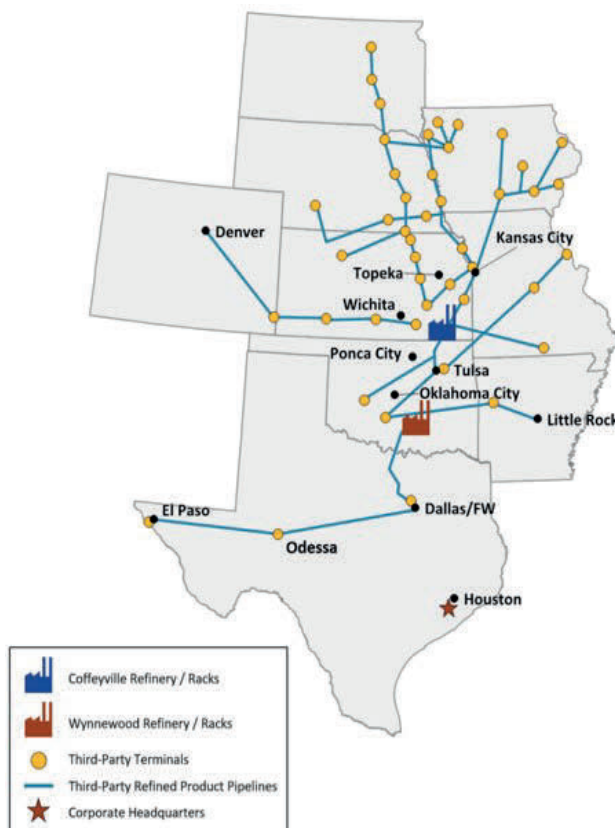 Denver
Kansas City
Topeka
Wichita
Ponca City
Tulsa
Oklahoma City
Little Rock
El Paso
Dallas/FW
Odessa
Houston
Coffeyville Refinery / Racks
Wynnewood Refinery / Racks
Third-Party Terminals
Third-Party Refined Product Pipelines
Corporate Headquarters